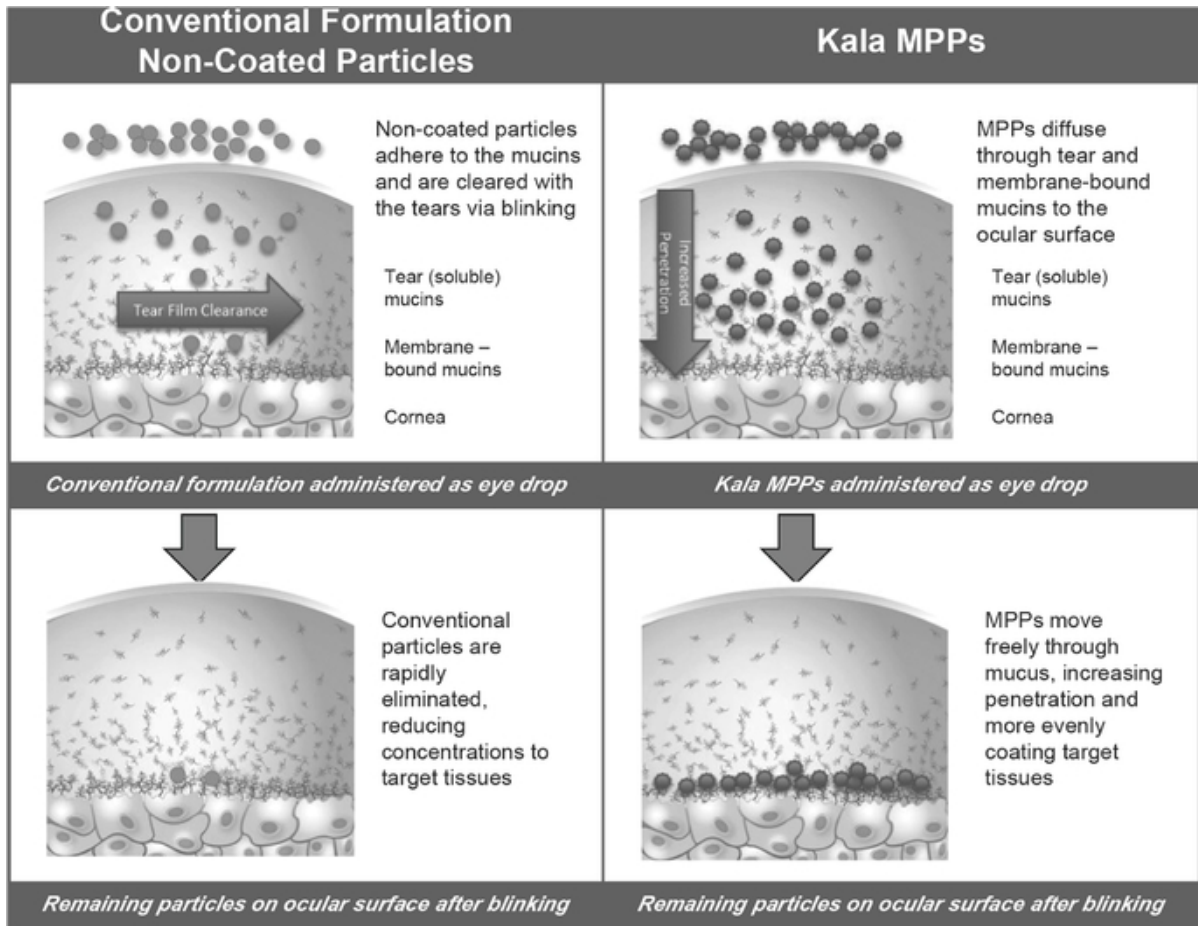 Conventional Formulation
Non-Coated Particles
Kala MPPs
Non-coated particles
adhere to the mucins
and are cleared with
the tears via blinking
Tear Film Clearance
Tear (soluble)
mucins
Membrane –
bound mucins
Cornea
MPPs diffuse
through tear and
membrane-bound
mucins to the
ocular surface
Increased
Penetration
Tear (soluble)
mucins
Membrane –
bound mucins
Cornea
Conventional formulation administered as eye drop
Kala MPPs administered as eye drop
Conventional
particles are
rapidly
eliminated,
reducing
concentrations to
target tissues
MPPs move
freely through
mucus, increasing
penetration and
more evenly
coating target
tissues
Remaining particles on ocular surface after blinking
Remaining particles on ocular surface after blinking